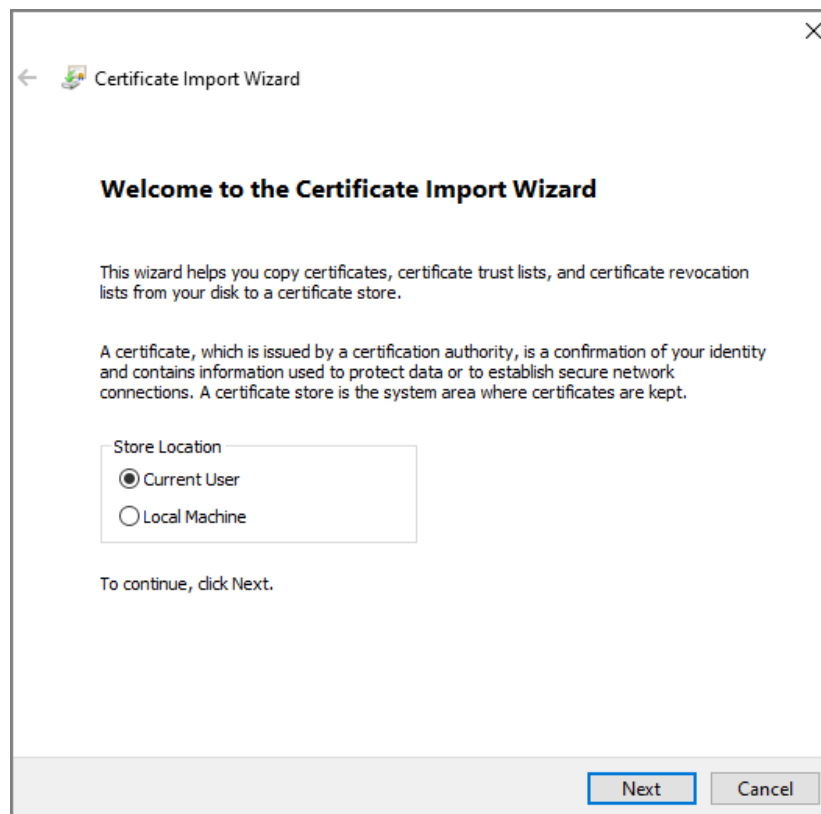 Certificate Import Wizard
Welcome to the Certificate Import Wizard
This wizard helps you copy certificates, certificate trust lists, and certificate revocation
lists from your disk to a certificate store.
A certificate, which is issued by a certification authority, is a confirmation of your identity
and contains information used to protect data or to establish secure network
connections. A certificate store is the system area where certificates are kept.
Store Location
Current User
Local Machine
To continue, click Next.
Next
Cancel